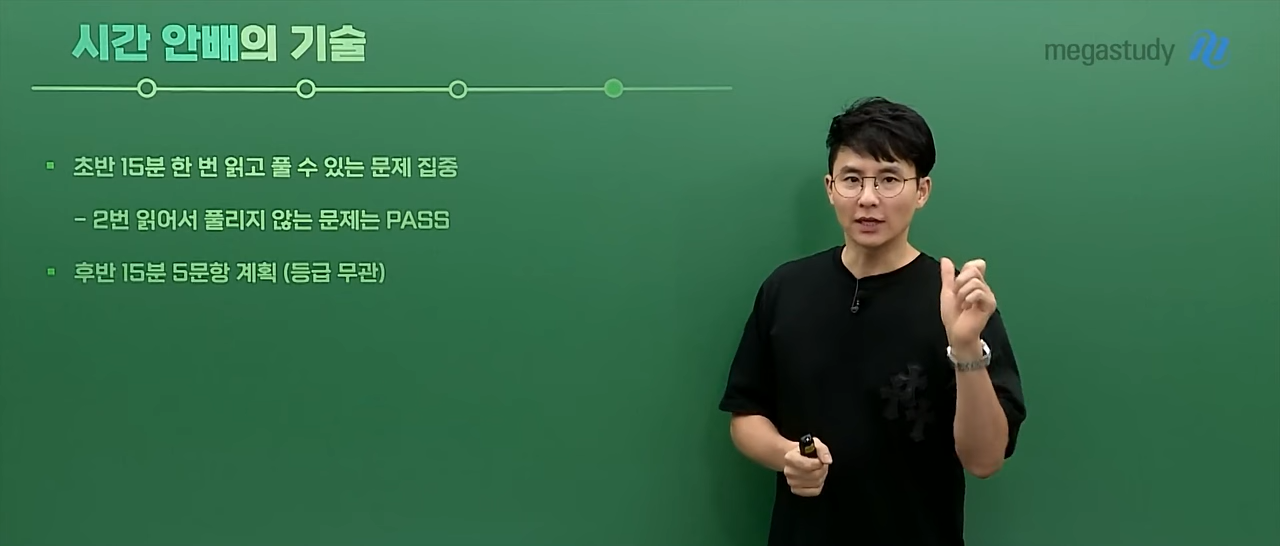 시간 안배의 기술
megastudy
초반 15분 한 번 읽고 풀 수 있는 문제 집중
- 2번 읽어서 풀리지 않는 문제는 PASS
후반 15분 5문항 계획 (등급 무관)